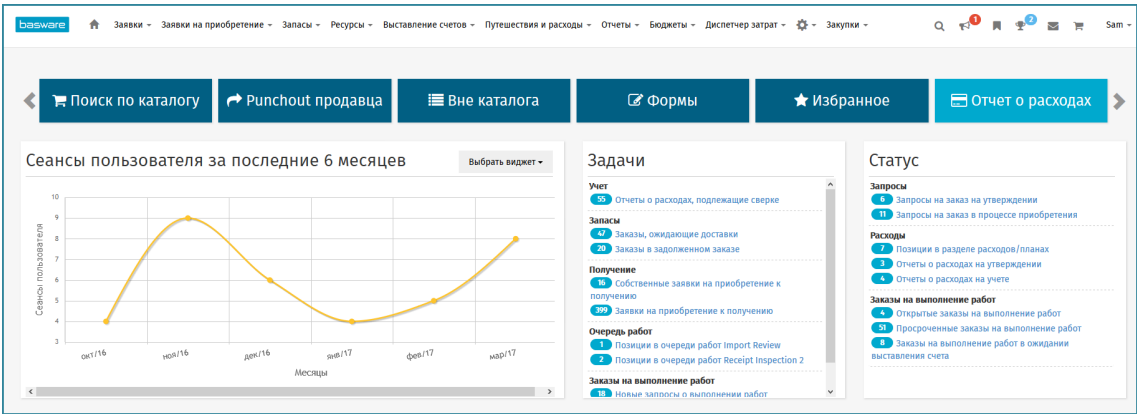 basware
Заявки
Заявки на приобретение
Запасы
Ресурсы
Выставление счетов
Путешествия и расходы
Отчеты
Бюджеты
Диспетчер затрат
Закупки
1
2
Sam
Поиск по каталогу
Punchout продавца
Вне каталога
Формы
Избранное
Отчет о расходах
Сеансы пользователя за последние 6 месяцев
Выбрать виджет
Сеансы пользователя
10
9
8
7
6
5
4
3
окт/16
ноя/16
дек/16
янв/17
фев/17
мар/17
Месяцы
Задачи
Учет
55 Отчеты о расходах, подлежащие сверке
Запасы
47 Заказы, ожидающие доставки
20 Заказы в задолженном заказе
Получение
16 Собственные заявки на приобретение к
получению
399 Заявки на приобретение к получению
Очередь работ
1 Позиции в очереди работ Import Review
2 Позиции в очереди работ Receipt Inspection 2
Заказы на выполнение работ
18 Новые запросы о выполнении работ
Статус
Запросы
6 Запросы на заказ на утверждении
11 Запросы на заказ в процессе приобретения
Расходы
7 Позиции в разделе расходов/планах
3 Отчеты о расходах на утверждении
4 Отчеты о расходах на учете
Заказы на выполнение работ
4 Открытые заказы на выполнение работ
51 Просроченные заказы на выполнение работ
8 Заказы на выполнение работ в ожидании
выставления счета